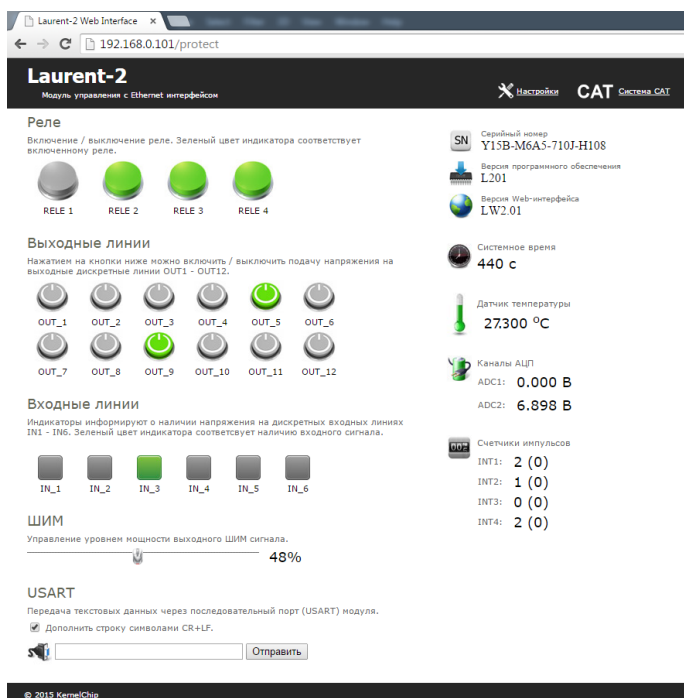 Laurent-2 Web Interface
192.168.0.101/protect
Laurent-2
Модуль управления с Ethernet интерфейсом
Настройки
CAT Система CAT
Реле
Включение / выключение реле. Зеленый цвет индикатора соответствует
включенному реле.
RELE 1 RELE 2 RELE 3 RELE 4
Выходные линии
Нажатием на кнопки ниже можно включить / выключить подачу напряжения на
выходные дискретные линии OUT1 - OUT12.
OUT_1 OUT_2 OUT_3 OUT_4 OUT_5 OUT_6
OUT_7 OUT_8 OUT_9 OUT_10 OUT_11 OUT_12
Входные линии
Индикаторы информируют о наличии напряжения на дискретных входных линиях
IN1 - IN6. Зеленый цвет индикатора соответсвует наличию входного сигнала.
IN_1 IN_2 IN_3 IN_4 IN_5 IN_6
ШИМ
Управление уровнем мощности выходного ШИМ сигнала.
48%
USART
Передача текстовых данных через последовательный порт (USART) модуля.
Дополнить строку символами CR+LF.
Отправить
SN
Серийный номер
Y15B-M6A5-710J-H108
Версия программного обеспечения
L201
Версия Web-интерфейса
LW2.01
Системное время
440 с
Датчик температуры
27.300 ⁰C
Каналы АЦП
ADC1: 0.000 В
ADC2: 6.898 В
002
Счетчики импульсов
INT1: 2 (0)
INT2: 1 (0)
INT3: 0 (0)
INT4: 2 (0)
© 2015 KernelChip